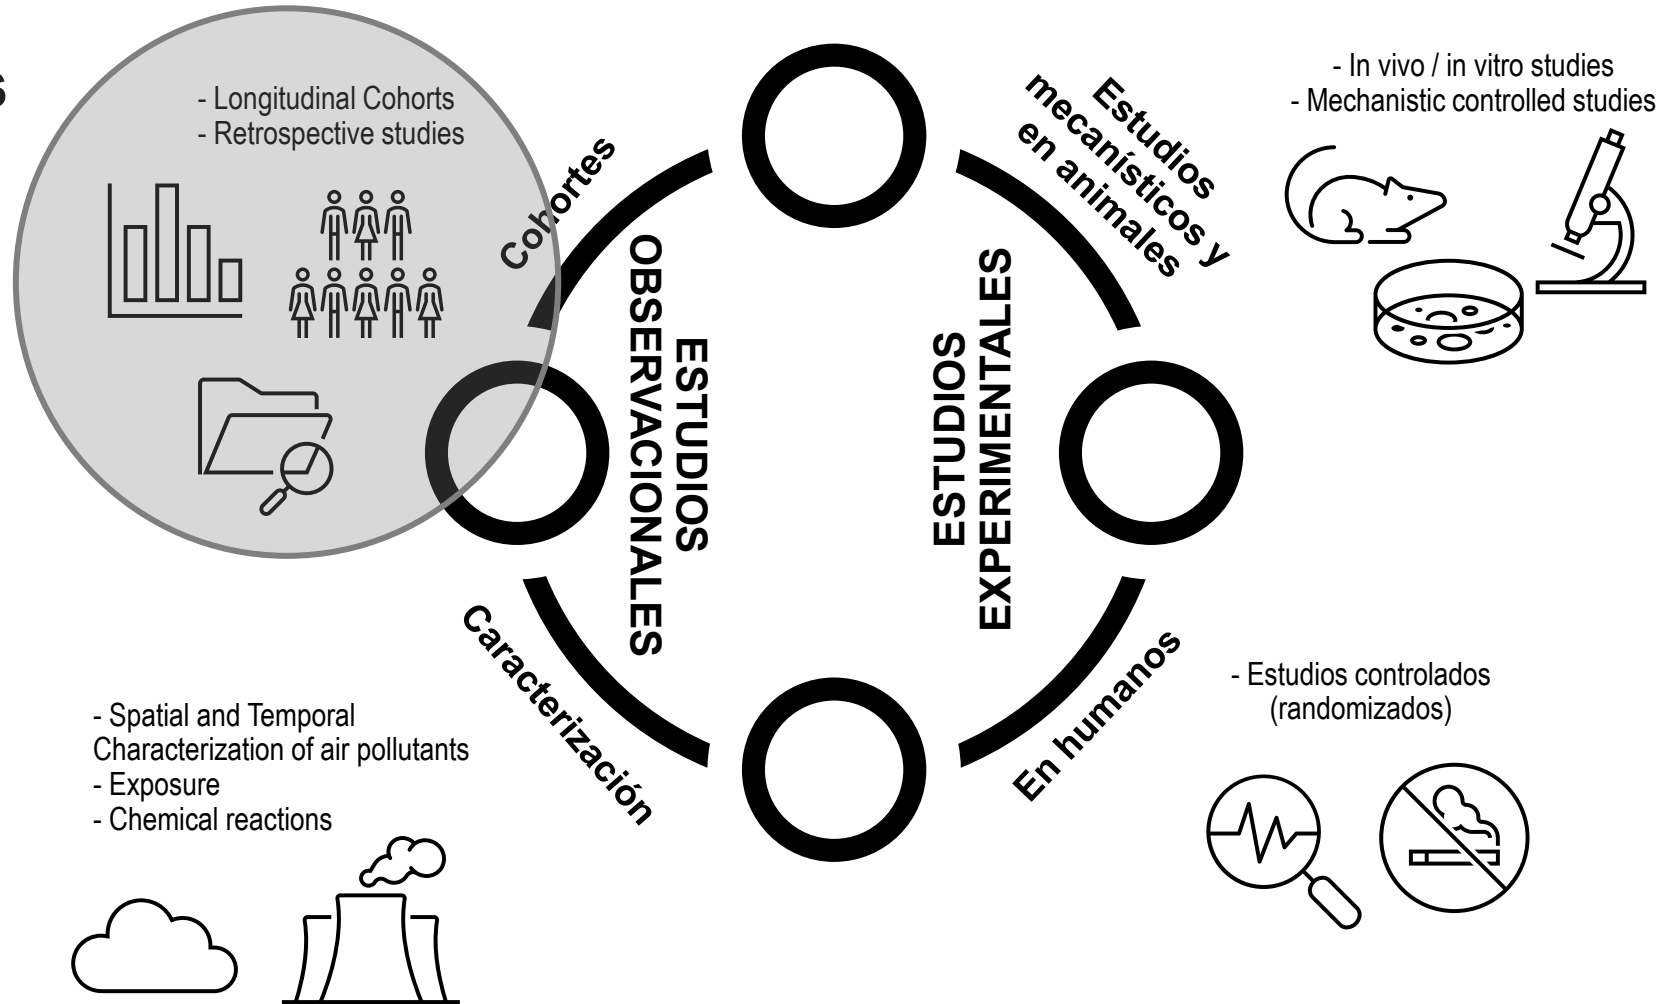 s
- Longitudinal Cohorts
- Retrospective studies
Cohortes
Estudios
mecanísticos y
en animales
- In vivo / in vitro studies
- Mechanistic controlled studies
ESTUDIOS
OBSERVACIONALES
ESTUDIOS
EXPERIMENTALES
Caracterización
En humanos
- Spatial and Temporal
Characterization of air pollutants
- Exposure
- Chemical reactions
- Estudios controlados
(randomizados)